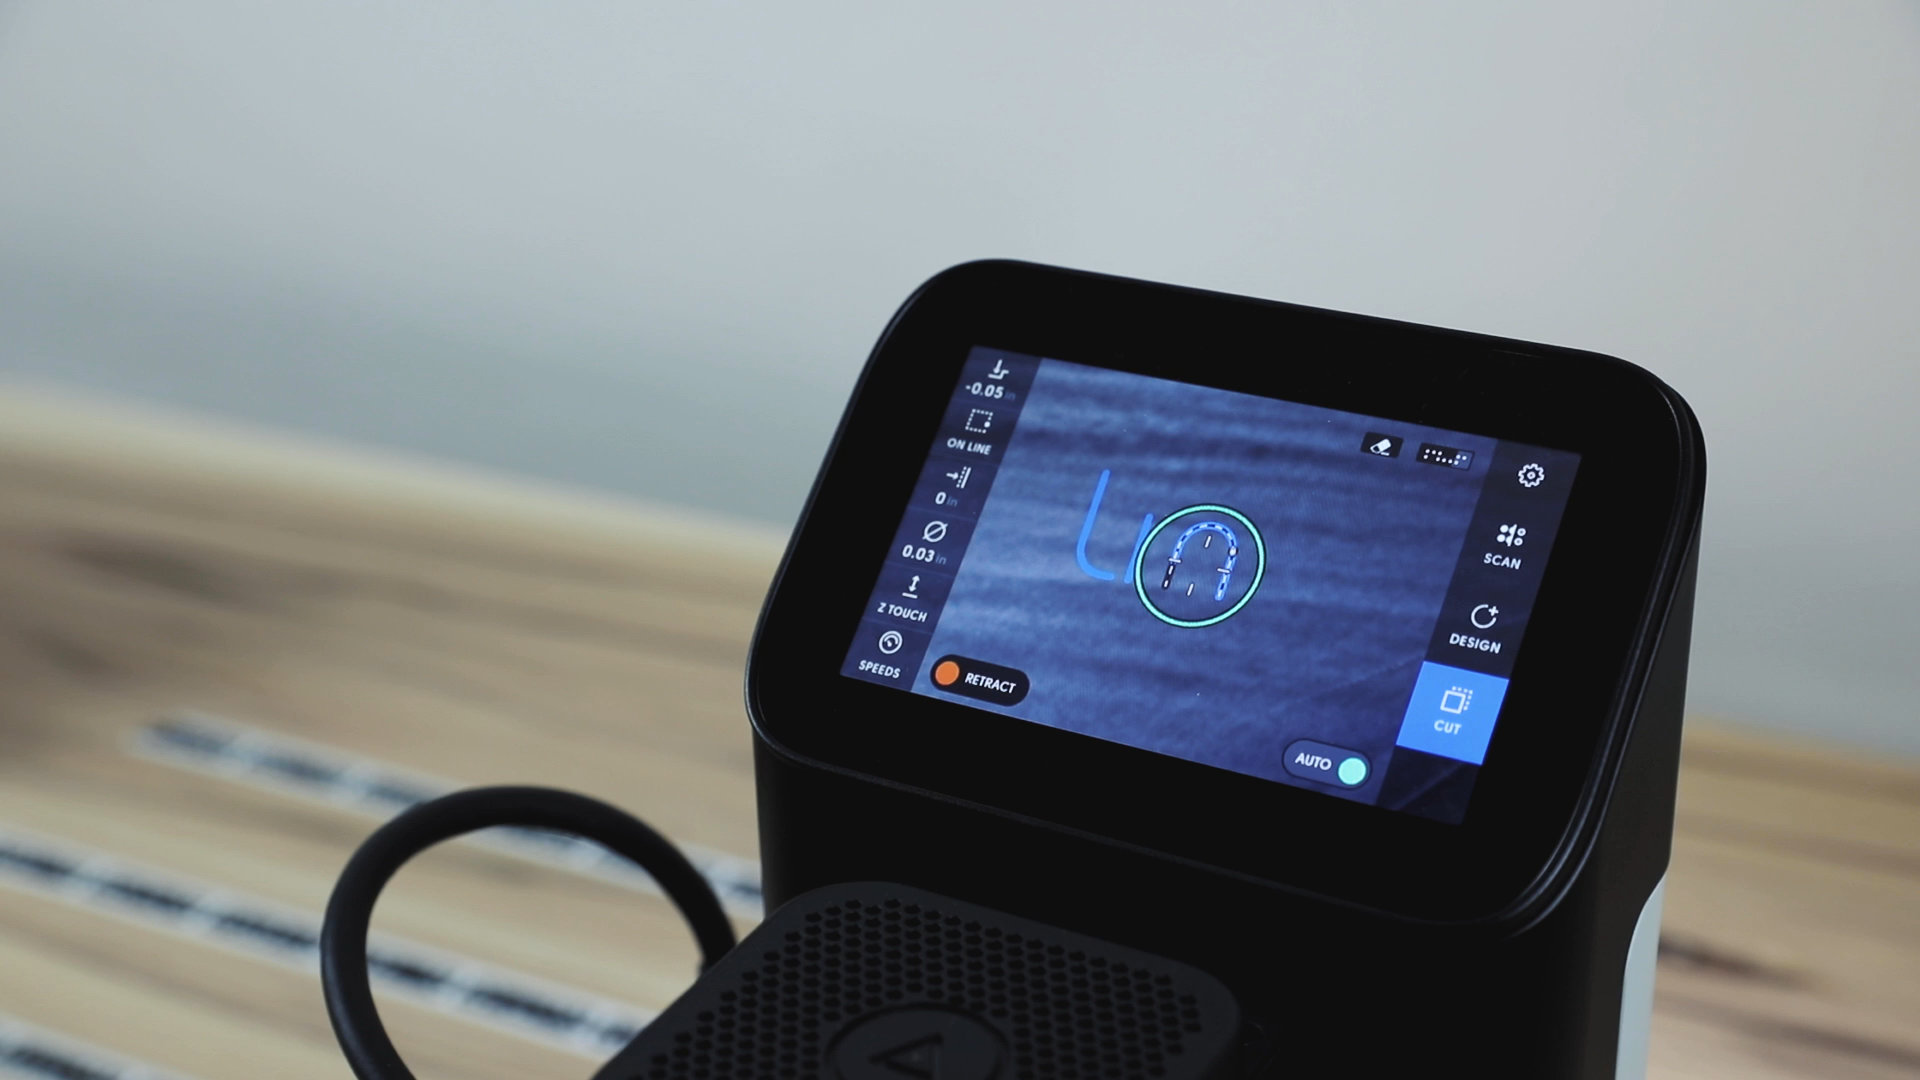 -0.05 in
ON LINE
0 in
0.03 in
Z TOUCH
SPEEDS
RETRACT
AUTO
SCAN
DESIGN
CUT